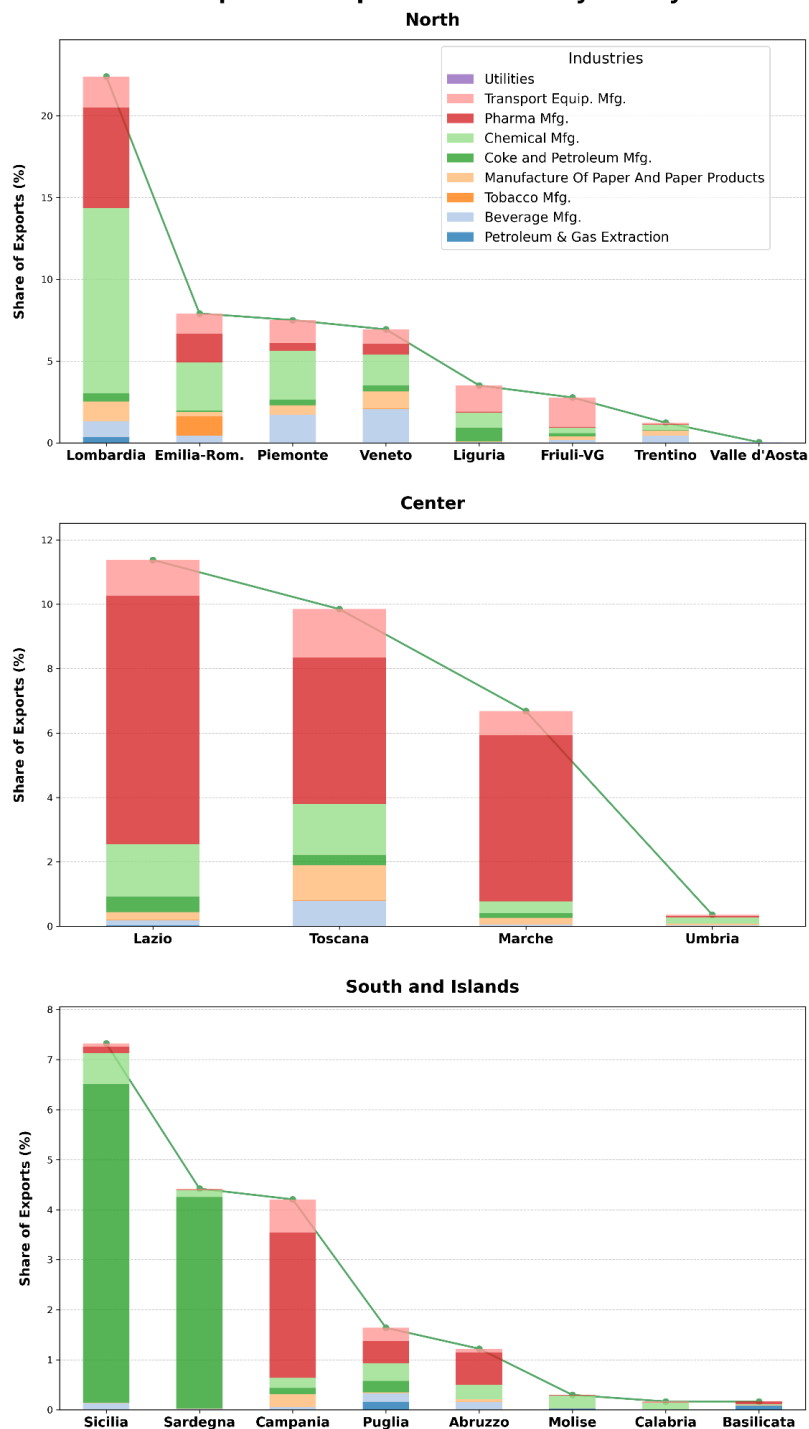 North
Industries
Utilities
Transport Equip. Mfg.
Pharma Mfg.
Chemical Mfg.
Coke and Petroleum Mfg.
Manufacture Of Paper And Paper Products
Tobacco Mfg.
Beverage Mfg.
Petroleum & Gas Extraction
Share of Exports (%)
20
15
10
5
0
Lombardia Emilia-Rom. Piemonte Veneto Liguria Friuli-VG Trentino Valle d'Aosta
Center
Share of Exports (%)
12
10
8
6
4
2
0
Lazio Toscana Marche Umbria
South and Islands
Share of Exports (%)
8
7
6
5
4
3
2
1
0
Sicilia Sardegna Campania Puglia Abruzzo Molise Calabria Basilicata